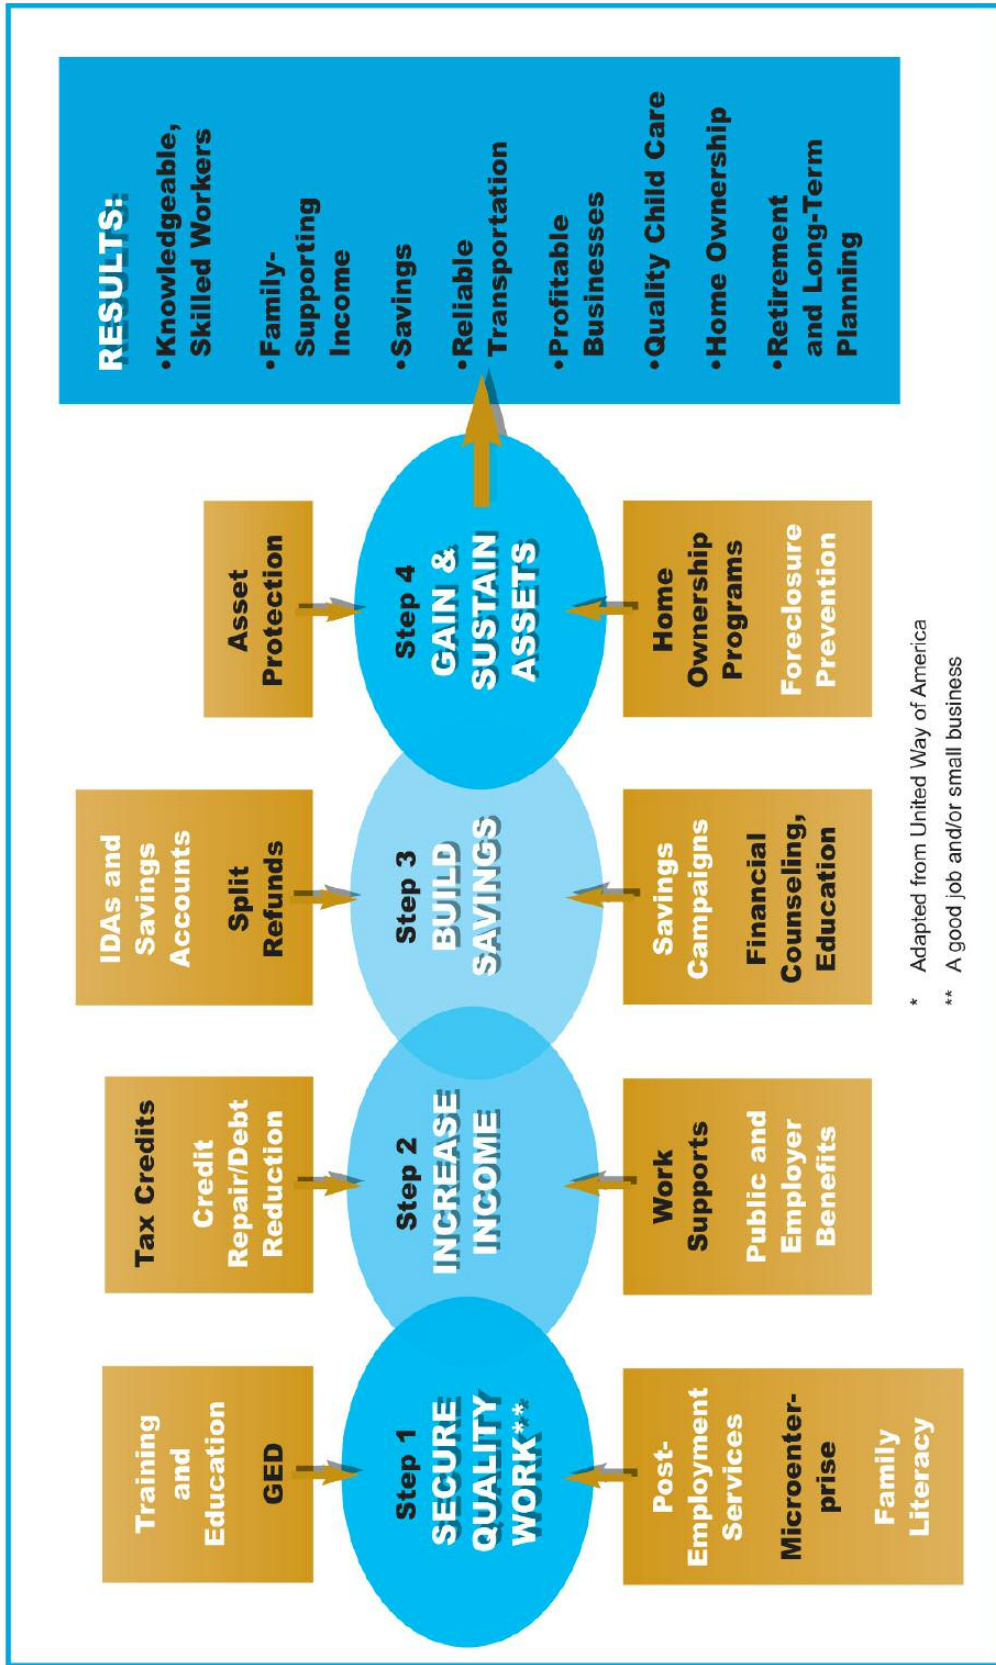 Training
and
Education
GED
Step 1
SECURE
QUALITY
WORK**
Post-
Employment
Services
Microenter-
prise
Family
Literacy
Tax Credits
Credit
Repair/Debt
Reduction
Step 2
INCREASE
INCOME
Work
Supports
Public and
Employer
Benefits
IDAs and
Savings
Accounts
Split
Refunds
Step 3
BUILD
SAVINGS
Savings
Campaigns
Financial
Counseling,
Education
Asset
Protection
Step 4
GAIN &
SUSTAIN
ASSETS
Home
Ownership
Programs
Foreclosure
Prevention
RESULTS:
•Knowledgeable,
Skilled Workers
•Family-
Supporting
Income
•Savings
•Reliable
Transportation
•Profitable
Businesses
•Quality Child Care
•Home Ownership
•Retirement
and Long-Term
Planning
* Adapted from United Way of America
** A good job and/or small business